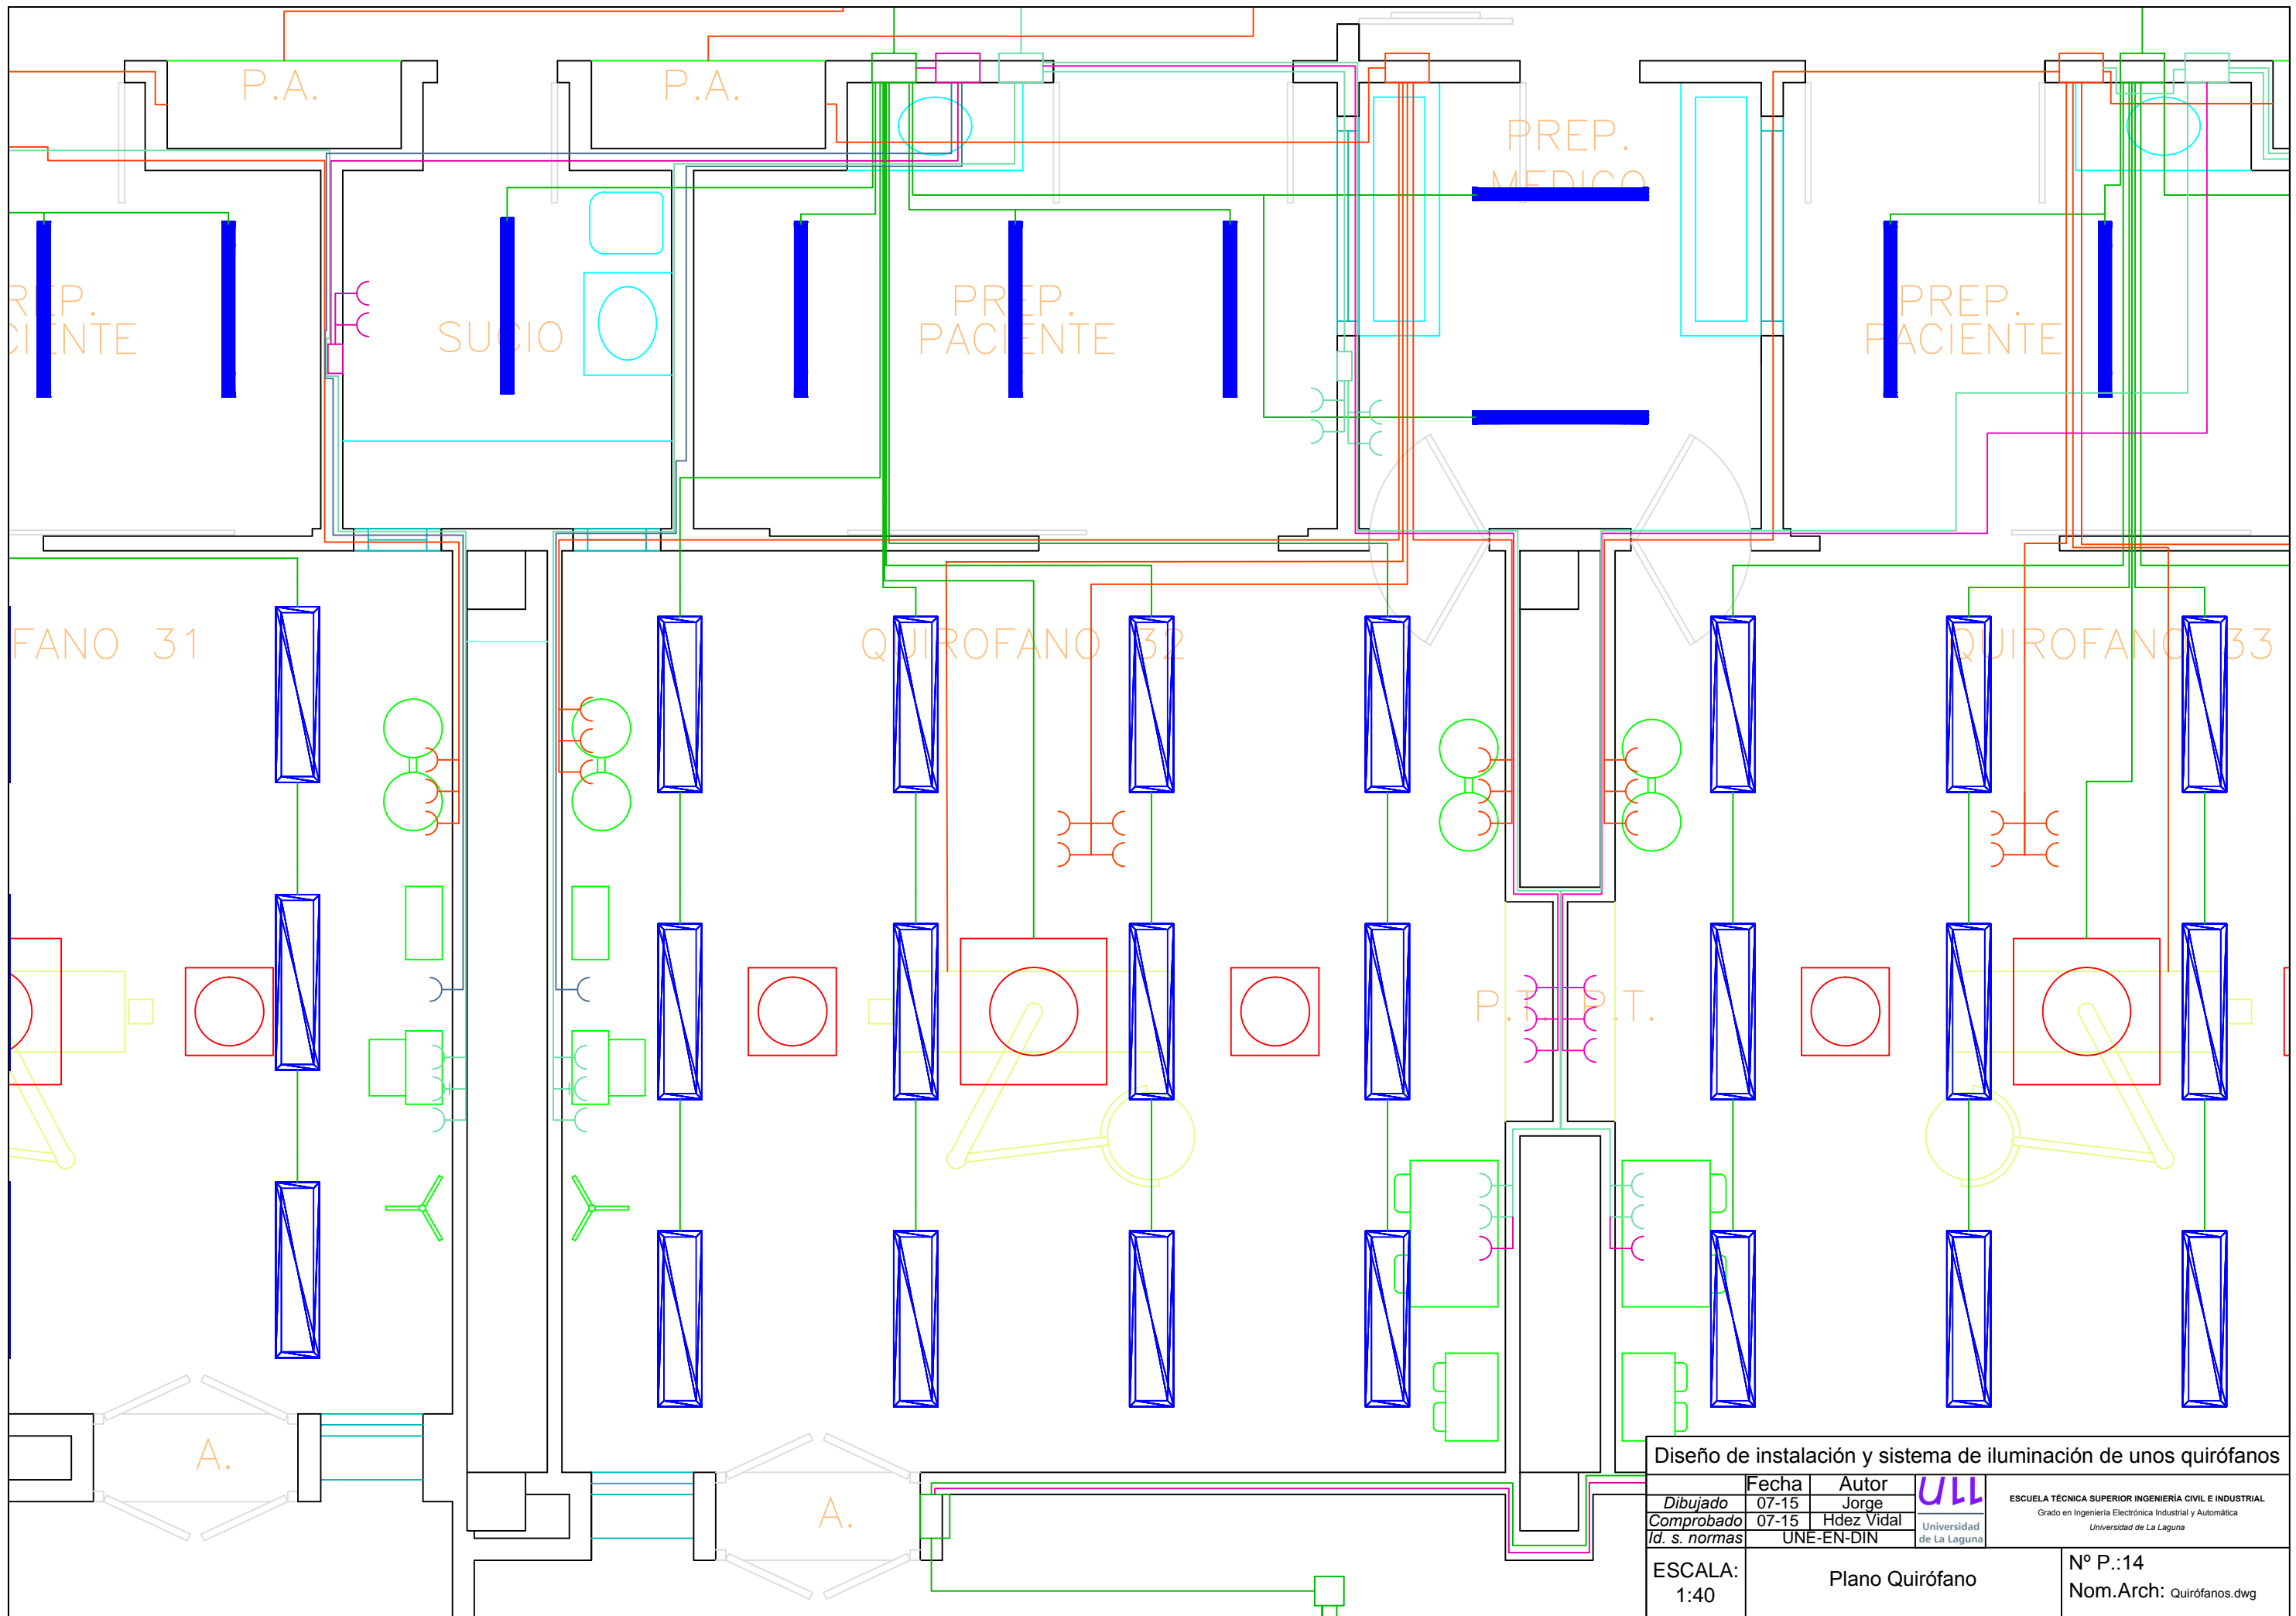 P.A.
P.A.
PREP.
MEDICO
REP.
CIENTE
SUCIO
PREP.
PACIENTE
PREP.
PACIENTE
FANO 31
QUIROFANO 32
QUIROFANO 33
P.T.
P.T.
A.
A.
Diseño de instalación y sistema de iluminación de unos quirófanos
Fecha Autor
Dibujado 07-15 Jorge
Comprobado 07-15 Hdez Vidal
Id. s. normas UNE-EN-DIN
ULL
Universidad
de La Laguna
ESCUELA TÉCNICA SUPERIOR INGENIERÍA CIVIL E INDUSTRIAL
Grado en Ingeniería Electrónica Industrial y Automática
Universidad de La Laguna
ESCALA:
1:40
Plano Quirófano
Nº P.:14
Nom.Arch: Quirófanos.dwg